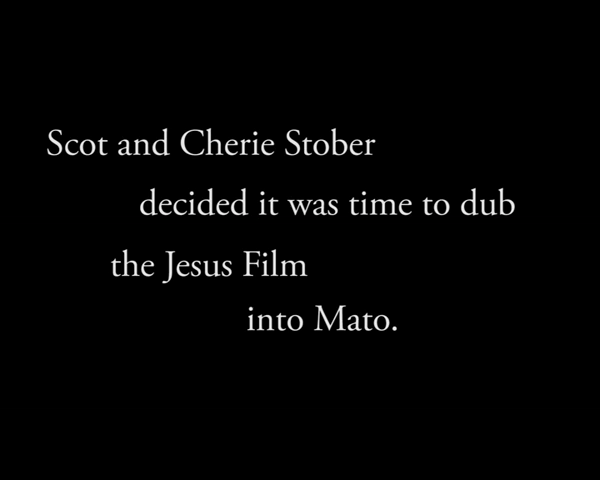 Scot and Cherie Stober
decided it was time to dub
the Jesus Film
into Mato.